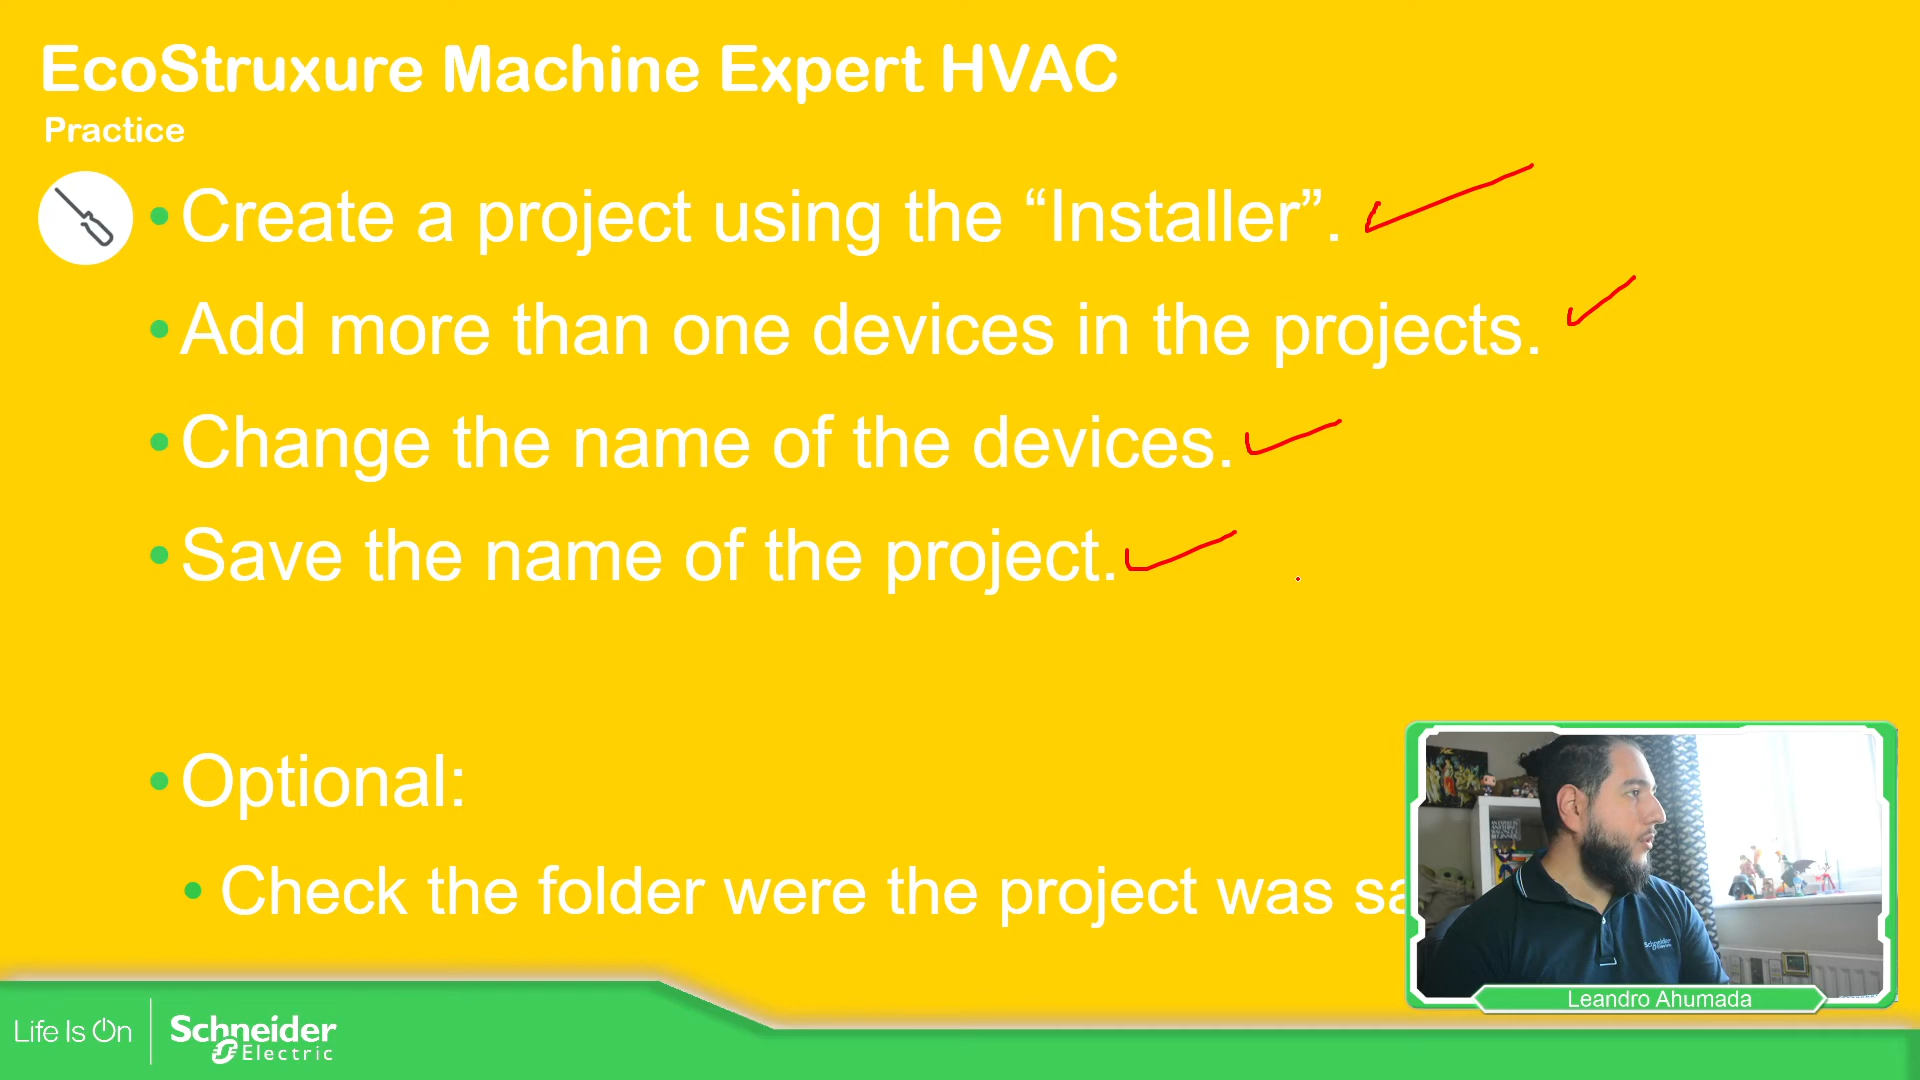 EcoStruxure Machine Expert HVAC
Practice
• Create a project using the “Installer”.
• Add more than one devices in the projects.
• Change the name of the devices.
• Save the name of the project.
• Optional:
• Check the folder were the project was sa
Schneider
Electric
Leandro Ahumada
Life Is On
Schneider
Electric